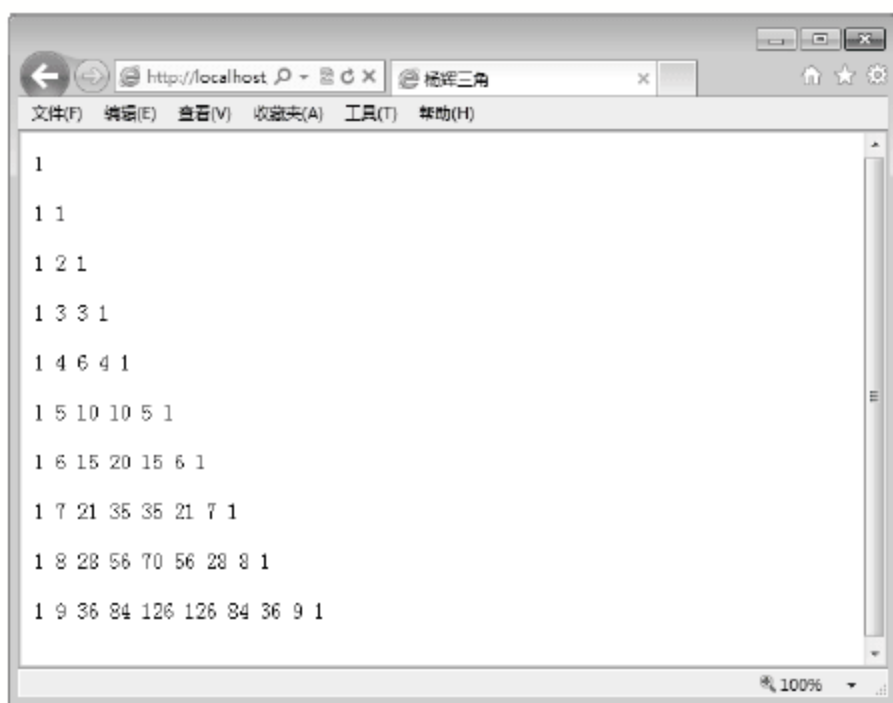 http://localhost
杨辉三角
文件(F) 编辑(E) 查看(V) 收藏夹(A) 工具(T) 帮助(H)
1
1 1
1 2 1
1 3 3 1
1 4 6 4 1
1 5 10 10 5 1
1 6 15 20 15 6 1
1 7 21 35 35 21 7 1
1 8 28 56 70 56 28 8 1
1 9 36 84 126 126 84 36 9 1
100%